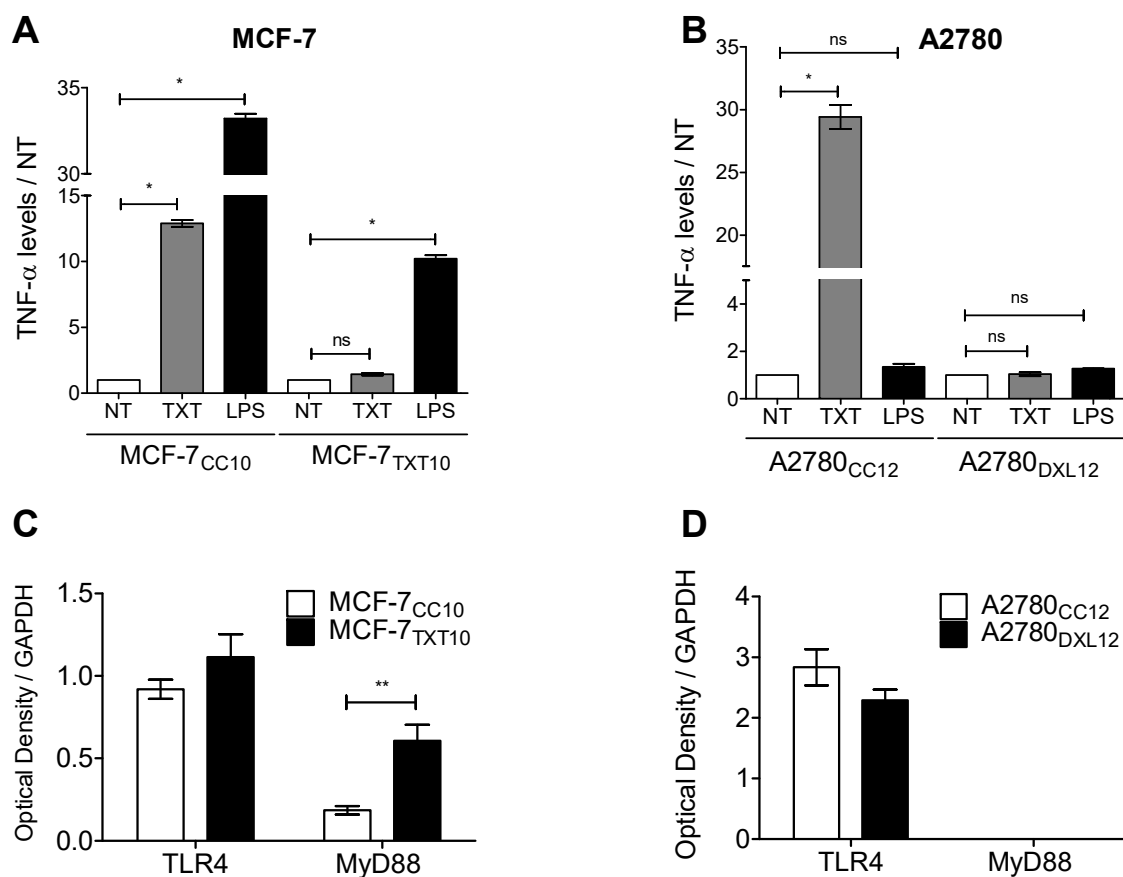 A
MCF-7
TNF-α levels / NT
35
30
15
10
5
0
*
*
*
ns
NT TXT LPS NT TXT LPS
MCF-7CC10 MCF-7TXT10
B
A2780
TNF-α levels / NT
35
30
25
20
4
2
0
ns
*
ns
ns
NT TXT LPS NT TXT LPS
A2780CC12 A2780DXL12
C
Optical Density / GAPDH
1.5
1.0
0.5
0.0
MCF-7CC10
MCF-7TXT10
**
TLR4 MyD88
D
Optical Density / GAPDH
4
3
2
1
0
A2780CC12
A2780DXL12
TLR4 MyD88